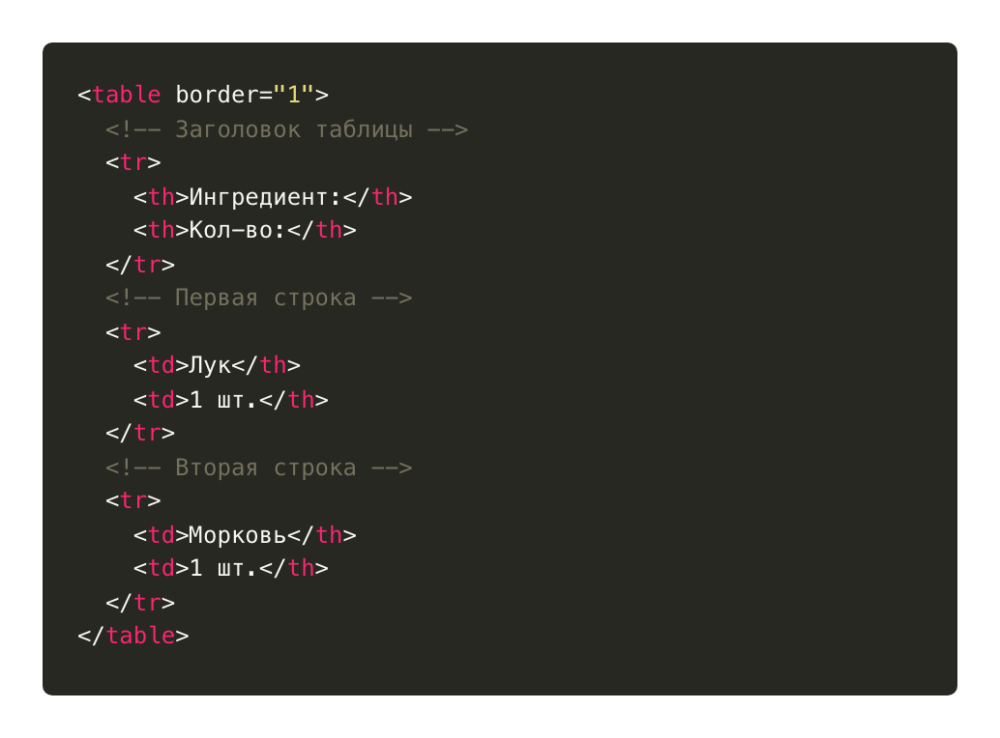 <table border="1">
  <!-- Заголовок таблицы -->
  <tr>
    <th>Ингредиент:</th>
    <th>Кол-во:</th>
  </tr>
  <!-- Первая строка -->
  <tr>
    <td>Лук</th>
    <td>1 шт.</th>
  </tr>
  <!-- Вторая строка -->
  <tr>
    <td>Морковь</th>
    <td>1 шт.</th>
  </tr>
</table>